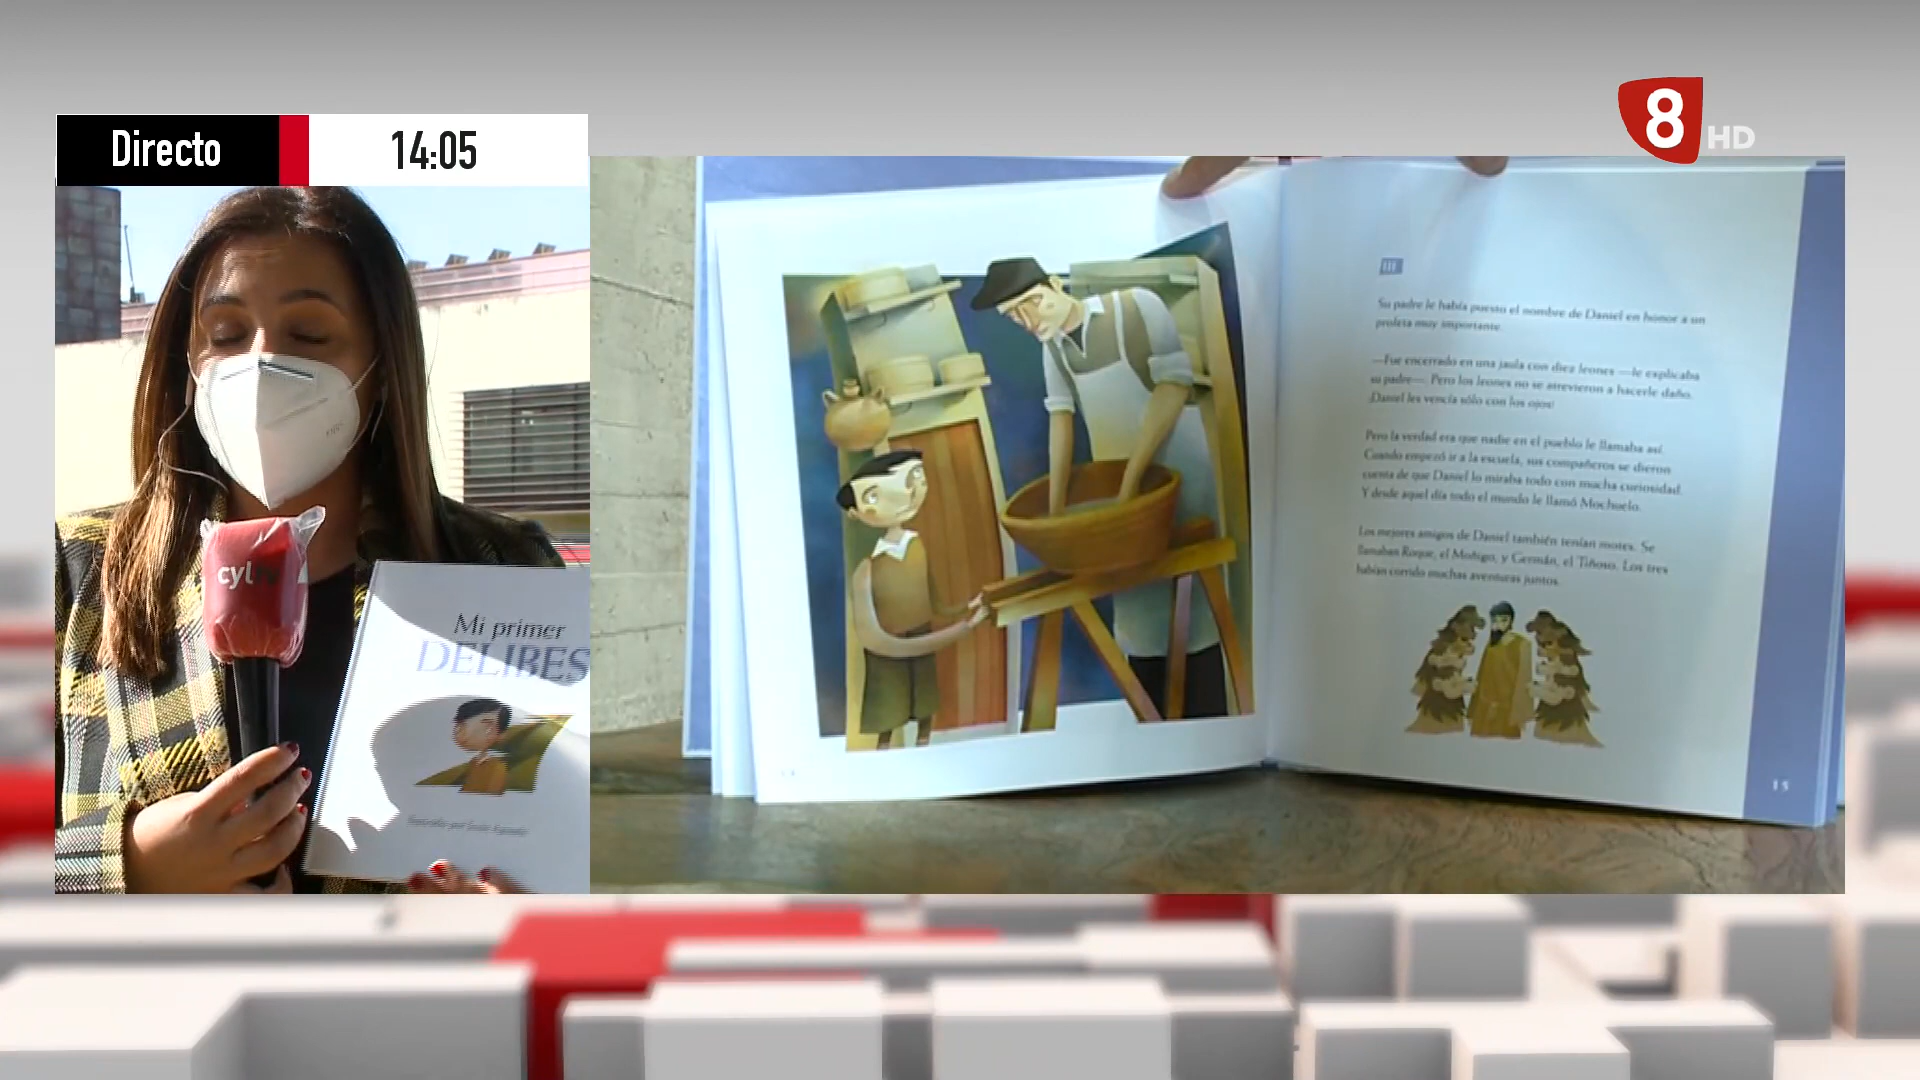 Directo
14:05
8 HD
cyltv
Mi primer
DELIBES
III
Su padre le había puesto el nombre de Daniel en honor a un
profeta muy importante.
—Fue encerrado en una jaula con diez leones —le explicaba
su padre—. Pero los leones no se atrevieron a hacerle daño.
¡Daniel les vencía sólo con los ojos!
Pero la verdad era que nadie en el pueblo le llamaba así.
Cuando empezó ir a la escuela, sus compañeros se dieron
cuenta de que Daniel lo miraba todo con mucha curiosidad.
Y desde aquel día todo el mundo le llamó Mochuelo.
Los mejores amigos de Daniel también tenían motes. Se
llamaban Roque, el Moñigo, y Germán, el Tiñoso. Los tres
habían corrido muchas aventuras juntos.
15